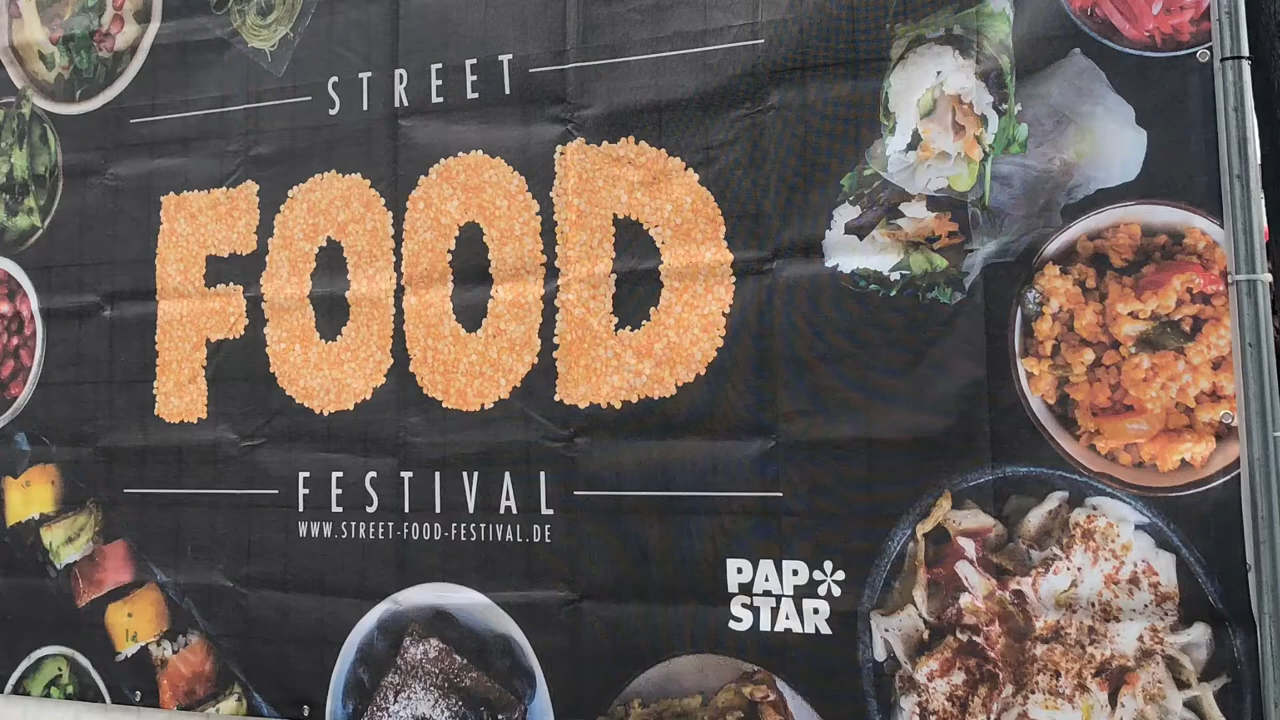 STREET
FOOD
FESTIVAL
WWW.STREET-FOOD-FESTIVAL.DE
PAP*
STAR